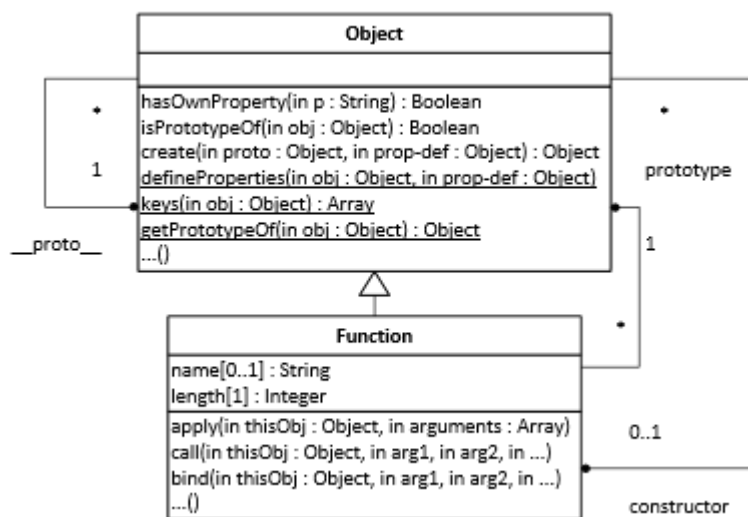 Object
hasOwnProperty(in p : String) : Boolean
*
*
isPrototypeOf(in obj : Object) : Boolean
create(in proto : Object, in prop-def : Object) : Object
1
prototype
defineProperties(in obj : Object, in prop-def : Object)
keys(in obj : Object) : Array
getPrototypeOf(in obj : Object) : Object
__proto__
1
...()
*
Function
name[0..1] : String
length[1] : Integer
apply(in thisObj : Object, in arguments : Array)
0..1
call(in thisObj : Object, in arg1, in arg2, in ...)
bind(in thisObj : Object, in arg1, in arg2, in ...)
...()
constructor